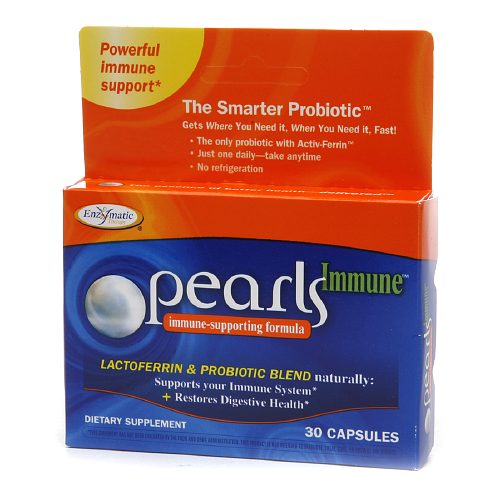 Powerful
immune
support*
The Smarter Probiotic™
Gets Where You Need it, When You Need it, Fast!
• The only probiotic with Activ-Ferrin™
• Just one daily—take anytime
• No refrigeration
Enzymatic
Therapy
®
pearls Immune™
immune-supporting formula
LACTOFERRIN & PROBIOTIC BLEND naturally:
Supports your Immune System*
+ Restores Digestive Health*
DIETARY SUPPLEMENT
30 CAPSULES